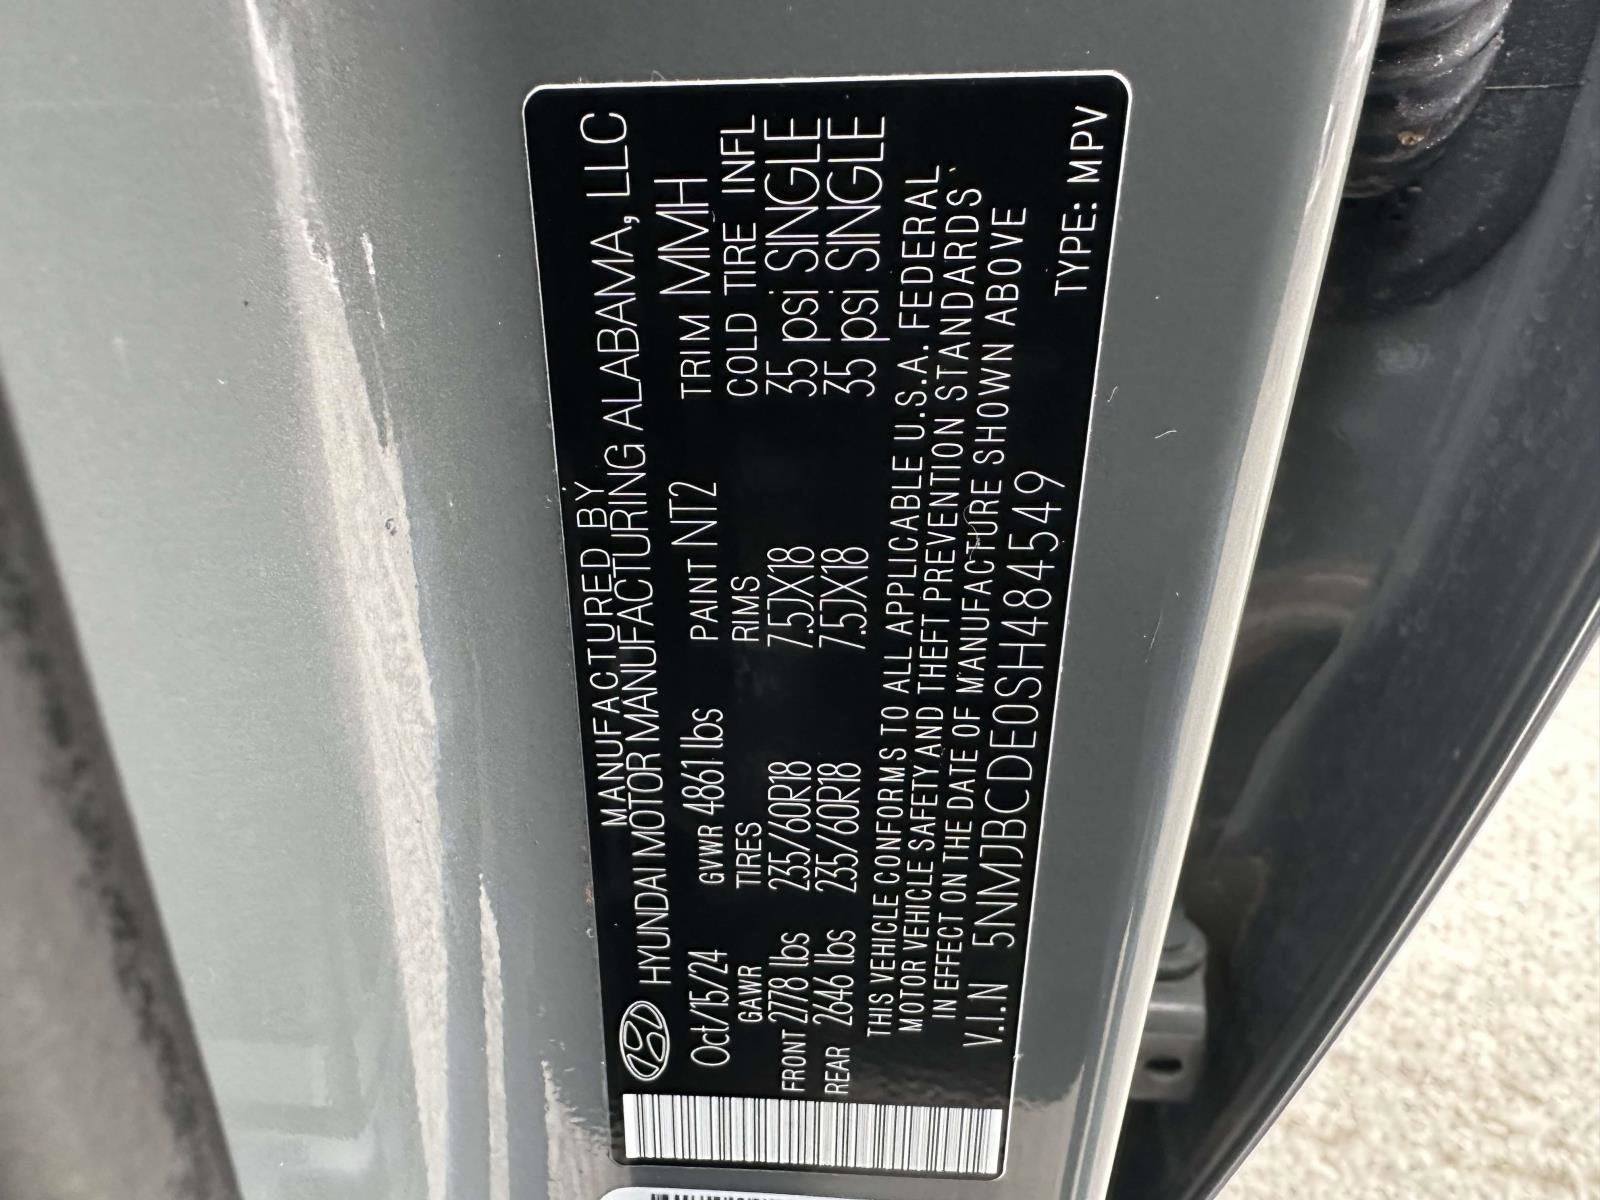 MANUFACTURED BY
HYUNDAI MOTOR MANUFACTURING ALABAMA, LLC
Oct/15/24 GVWR 4861 lbs PAINT NT2 TRIM MMH
GAWR TIRES RIMS COLD TIRE INFL
FRONT 2778 lbs 235/60R18 7.5JX18 35 psi SINGLE
REAR 2646 lbs 235/60R18 7.5JX18 35 psi SINGLE
THIS VEHICLE CONFORMS TO ALL APPLICABLE U.S.A. FEDERAL
MOTOR VEHICLE SAFETY AND THEFT PREVENTION STANDARDS
IN EFFECT ON THE DATE OF MANUFACTURE SHOWN ABOVE
V.I.N 5NMJBCDE0SH484549 TYPE: MPV